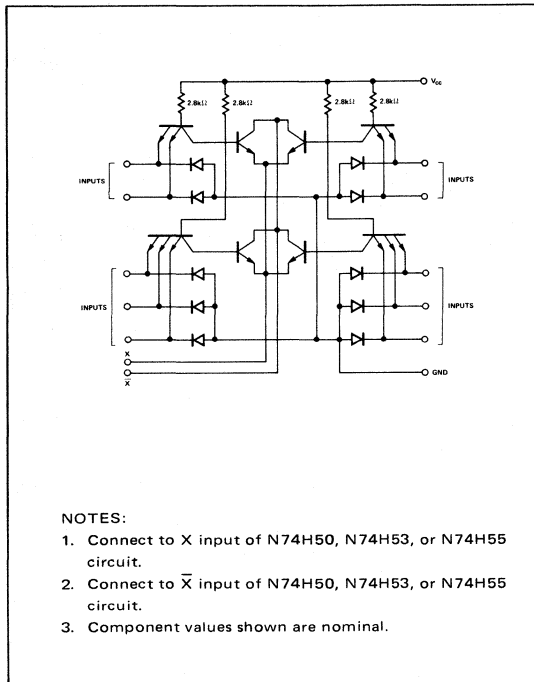 Vcc
2.8kΩ 2.8kΩ 2.8kΩ 2.8kΩ
INPUTS INPUTS
INPUTS INPUTS
X
X̅
GND
NOTES:
1. Connect to X input of N74H50, N74H53, or N74H55
circuit.
2. Connect to X̅ input of N74H50, N74H53, or N74H55
circuit.
3. Component values shown are nominal.